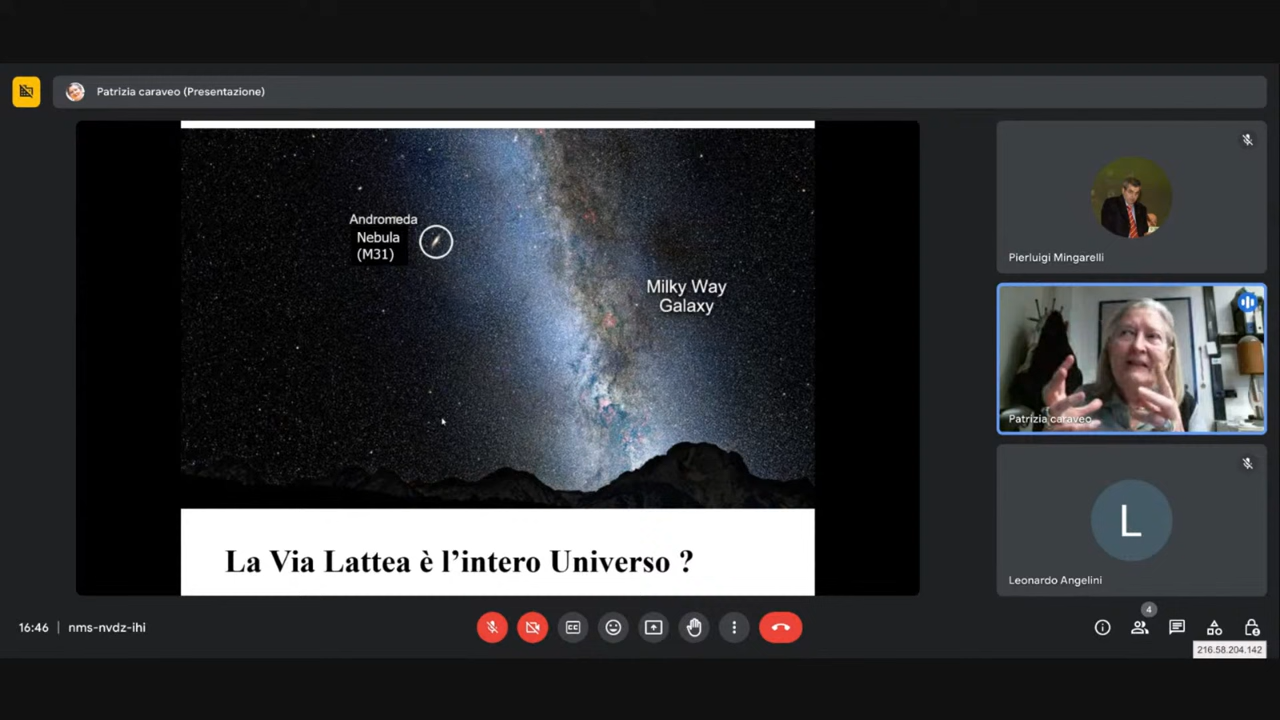 Patrizia caraveo (Presentazione)
Andromeda
Nebula
(M31)
Milky Way
Galaxy
La Via Lattea è l'intero Universo ?
Pierluigi Mingarelli
Patrizia caraveo
L
Leonardo Angelini
16:46 | nms-nvdz-ihi
CC
4
216.58.204.142